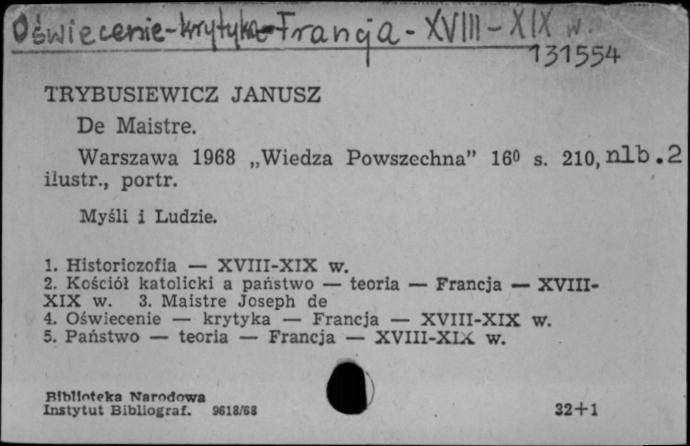 Oświecenie-krytyka-Francja - XVIII - XIX w.
131554
TRYBUSIEWICZ JANUSZ
De Maistre.
Warszawa 1968 „Wiedza Powszechna” 16⁰ s. 210, nlb.2
ilustr., portr.
Myśli i Ludzie.
1. Historiozofia — XVIII-XIX w.
2. Kościół katolicki a państwo — teoria — Francja — XVIII-
XIX w. 3. Maistre Joseph de
4. Oświecenie — krytyka — Francja — XVIII-XIX w.
5. Państwo — teoria — Francja — XVIII-XIX w.
Biblioteka Narodowa
Instytut Bibliograf. 9618/68 32+1